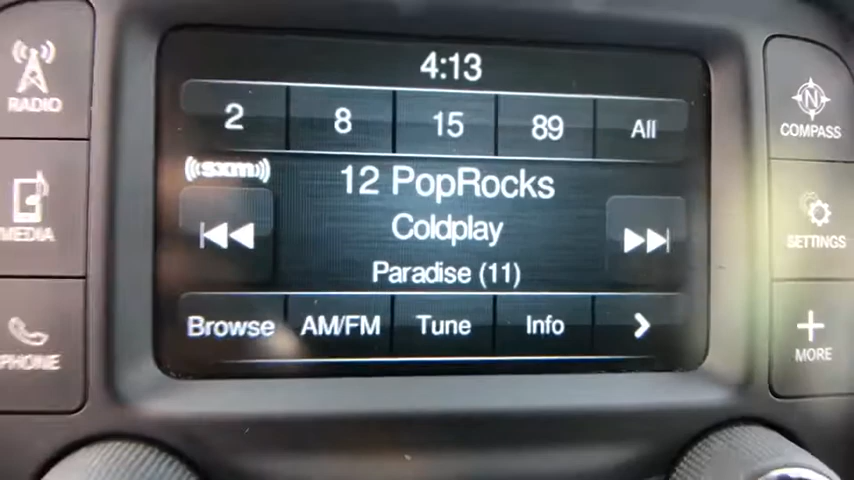 4:13
RADIO
2 8 15 89 All
N
COMPASS
sxm
12 PopRocks
Coldplay
MEDIA
SETTINGS
Paradise (11)
Browse AM/FM Tune Info
PHONE
MORE